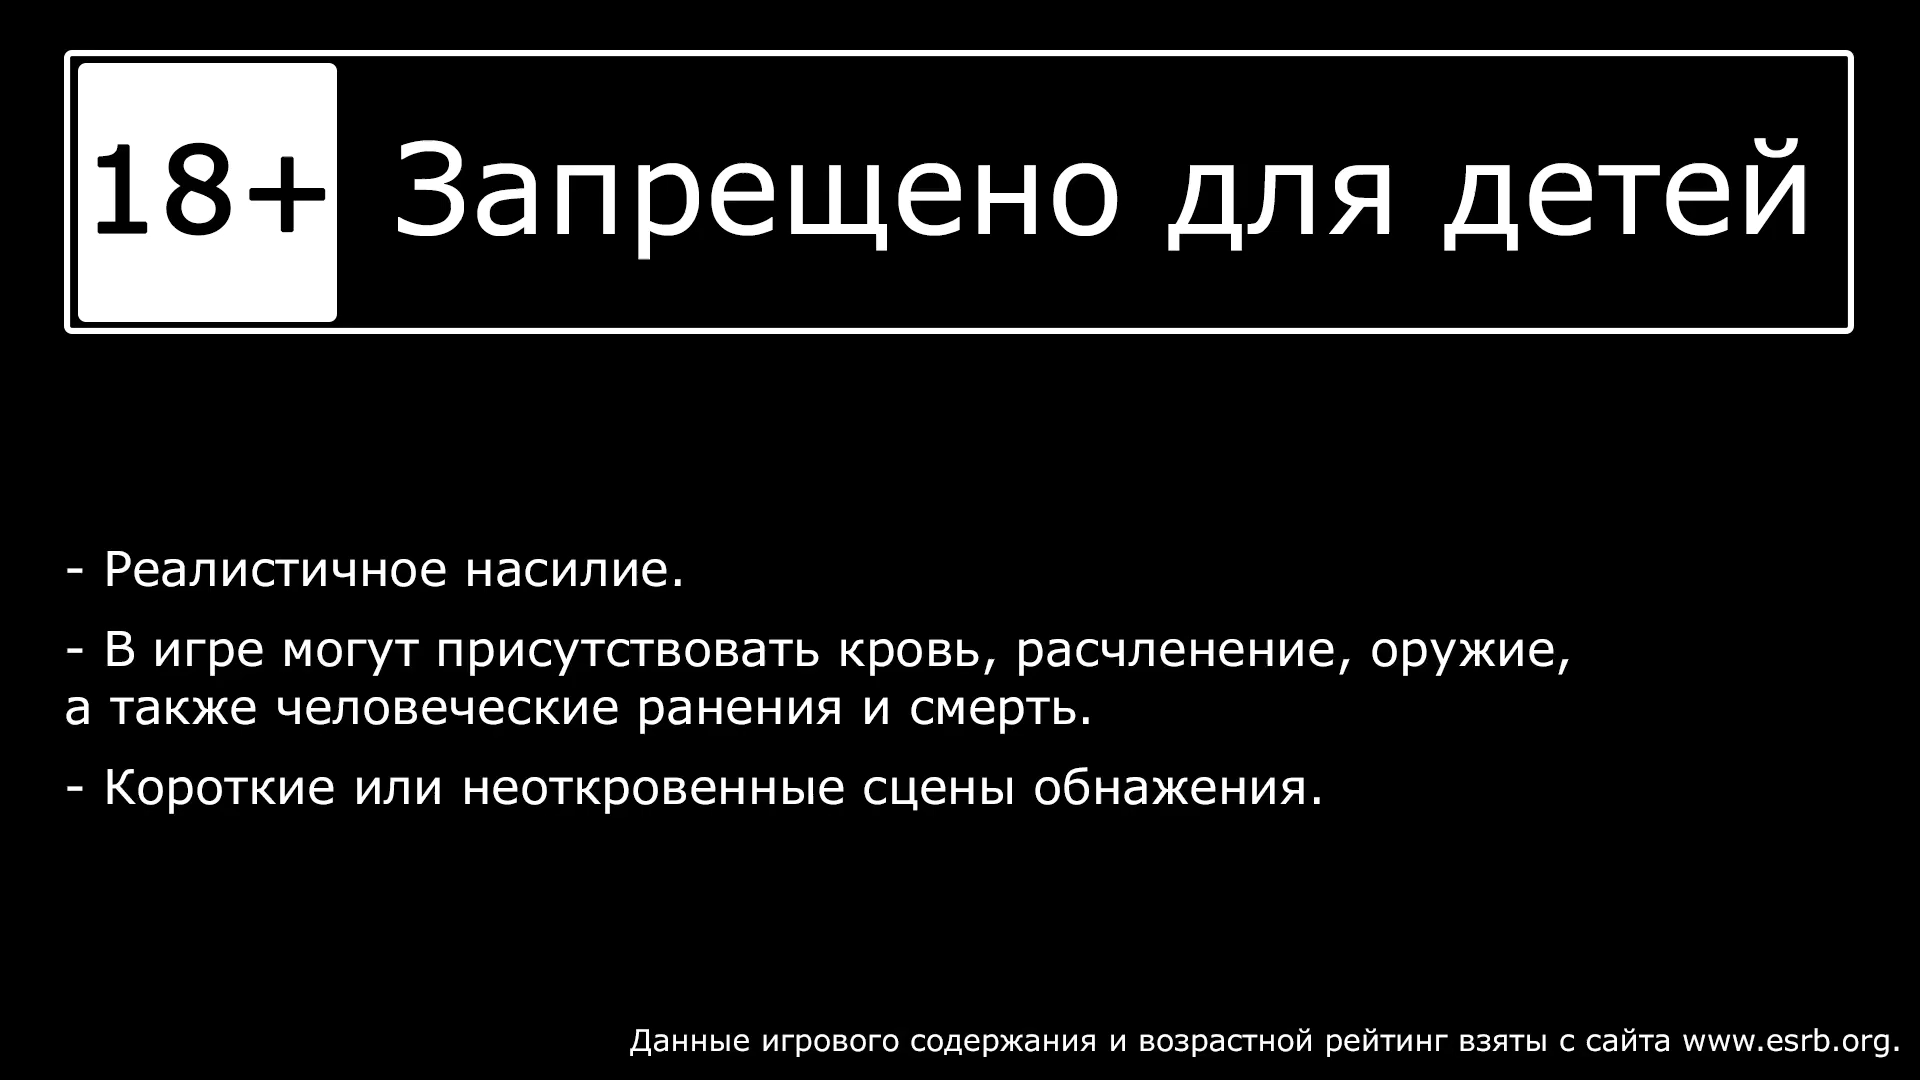 18+ Запрещено для детей
- Реалистичное насилие.
- В игре могут присутствовать кровь, расчленение, оружие,
а также человеческие ранения и смерть.
- Короткие или неоткровенные сцены обнажения.
Данные игрового содержания и возрастной рейтинг взяты с сайта www.esrb.org.